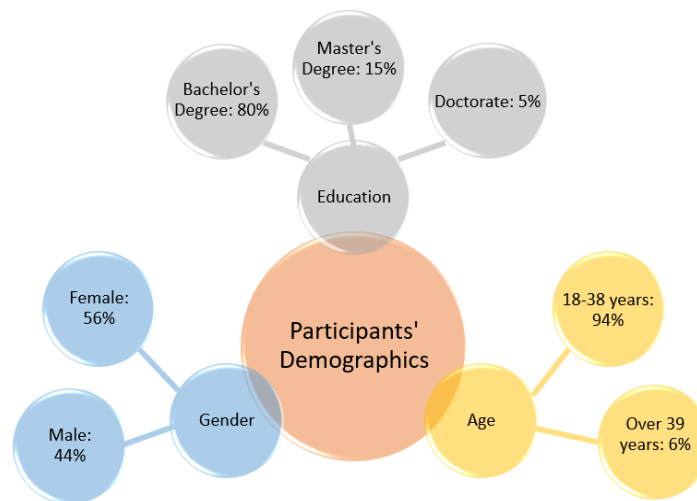 Master's
Degree: 15%
Bachelor's
Degree: 80%
Doctorate: 5%
Education
Female:
56%
18-38 years:
94%
Participants'
Demographics
Gender
Age
Male:
44%
Over 39
years: 6%